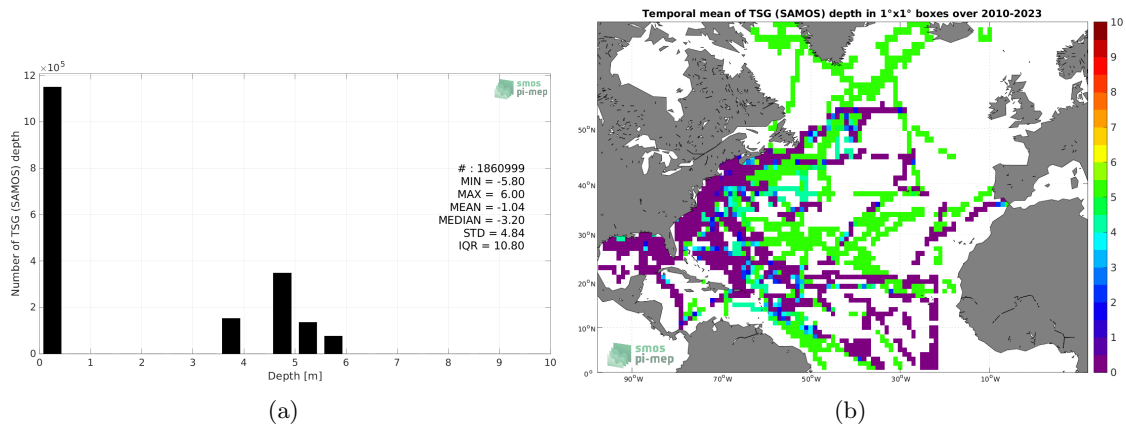 ×10⁵
12
10
8
6
4
2
0
Number of TSG (SAMOS) depth
smos
pi-mep
# : 1860999
MIN = -5.80
MAX = 6.00
MEAN = -1.04
MEDIAN = -3.20
STD = 4.84
IQR = 10.80
0 1 2 3 4 5 6 7 8 9 10
Depth [m]
(a)
Temporal mean of TSG (SAMOS) depth in 1°x1° boxes over 2010-2023
50°N
40°N
30°N
20°N
10°N
0°
90°W 70°W 50°W 30°W 10°W
smos
pi-mep
10
9
8
7
6
5
4
3
2
1
0
(b)